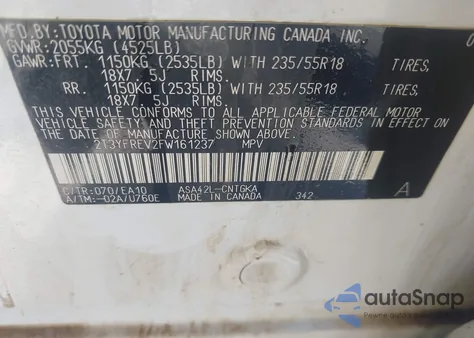 MFD.BY:TOYOTA MOTOR MANUFACTURING CANADA INC. 0
GVWR:2055KG (4525LB)
GAWR:FRT. 1150KG (2535LB) WITH 235/55R18 TIRES,
18X7.5J RIMS.
RR. 1150KG (2535LB) WITH 235/55R18 TIRES,
18X7.5J RIMS.
THIS VEHICLE CONFORMS TO ALL APPLICABLE FEDERAL MOTOR
VEHICLE SAFETY AND THEFT PREVENTION STANDARDS IN EFFECT
ON THE DATE OF MANUFACTURE SHOWN ABOVE.
2T3YFREV2FW161237 MPV
C/TR:070/EA10 ASA42L-CNTGKA
A/TM:-02A/U760E MADE IN CANADA 342 A
autoSnap